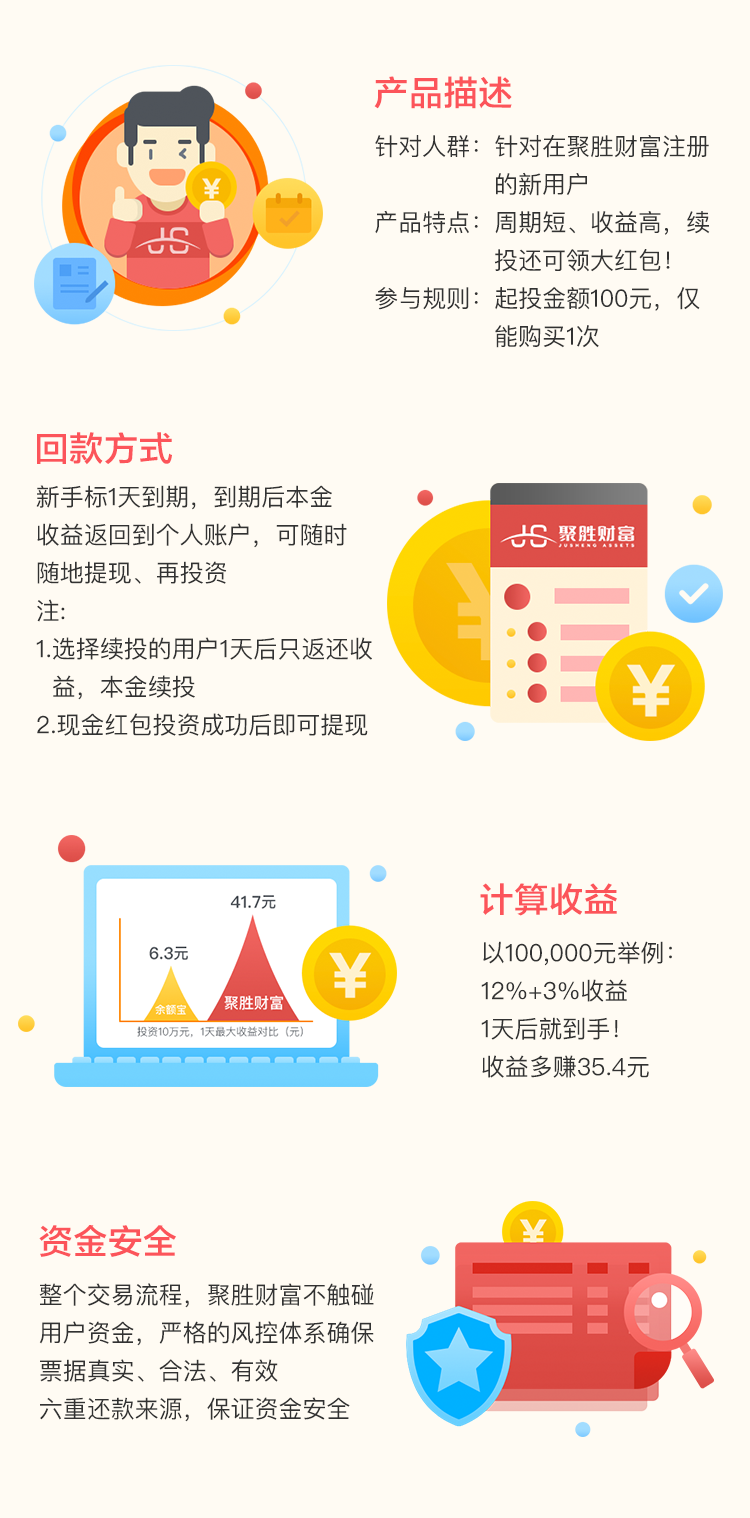 产品描述
针对人群：针对在聚胜财富注册
的新用户
产品特点：周期短、收益高，续
投还可领大红包！
参与规则：起投金额100元，仅
能购买1次
¥
JS
回款方式
新手标1天到期，到期后本金
收益返回到个人账户，可随时
随地提现、再投资
注：
1.选择续投的用户1天后只返还收
益，本金续投
2.现金红包投资成功后即可提现
¥
JS 聚胜财富
JUSHENG ASSETS
¥
41.7元
6.3元
余额宝
聚胜财富
投资10万元，1天最大收益对比（元）
¥
计算收益
以100,000元举例：
12%+3%收益
1天后就到手！
收益多赚35.4元
资金安全
整个交易流程，聚胜财富不触碰
用户资金，严格的风控体系确保
票据真实、合法、有效
六重还款来源，保证资金安全
¥